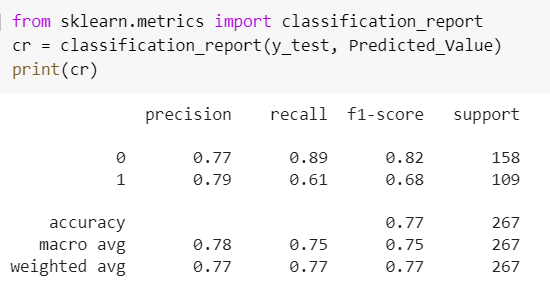 from sklearn.metrics import classification_report
cr = classification_report(y_test, Predicted_Value)
print(cr)
precision recall f1-score support
0 0.77 0.89 0.82 158
1 0.79 0.61 0.68 109
accuracy 0.77 267
macro avg 0.78 0.75 0.75 267
weighted avg 0.77 0.77 0.77 267